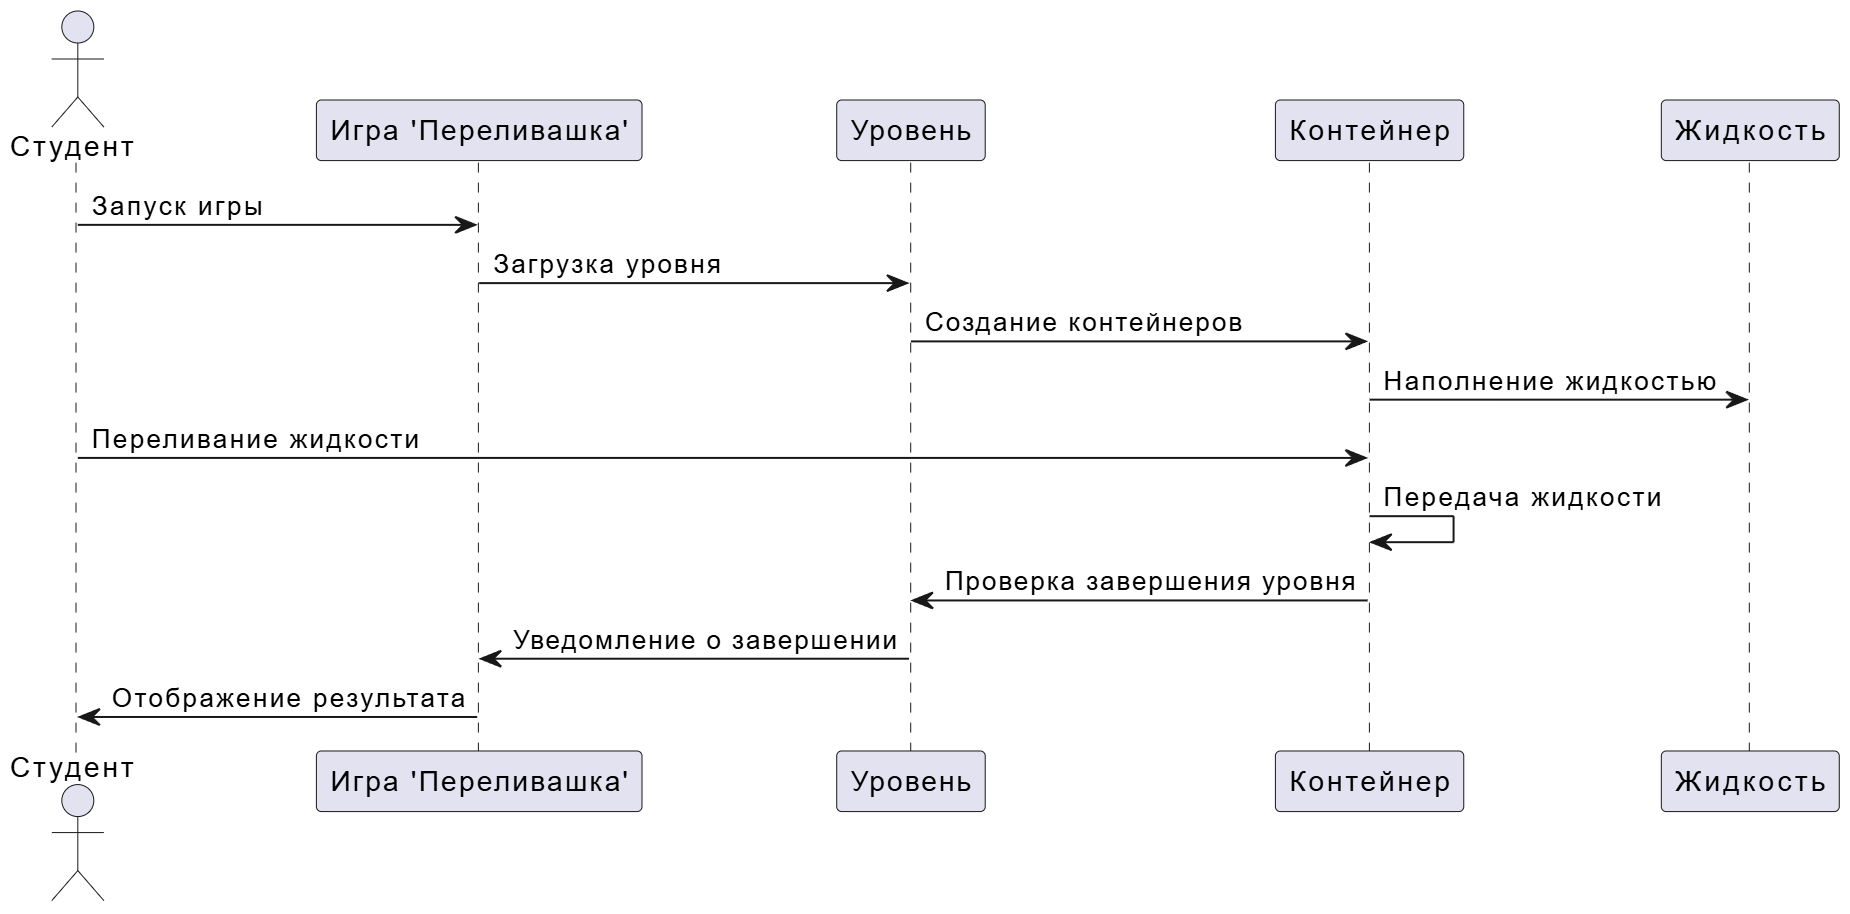 Студент
Игра 'Переливашка'
Уровень
Контейнер
Жидкость
Запуск игры
Загрузка уровня
Создание контейнеров
Наполнение жидкостью
Переливание жидкости
Передача жидкости
Проверка завершения уровня
Уведомление о завершении
Отображение результата
Студент
Игра 'Переливашка'
Уровень
Контейнер
Жидкость